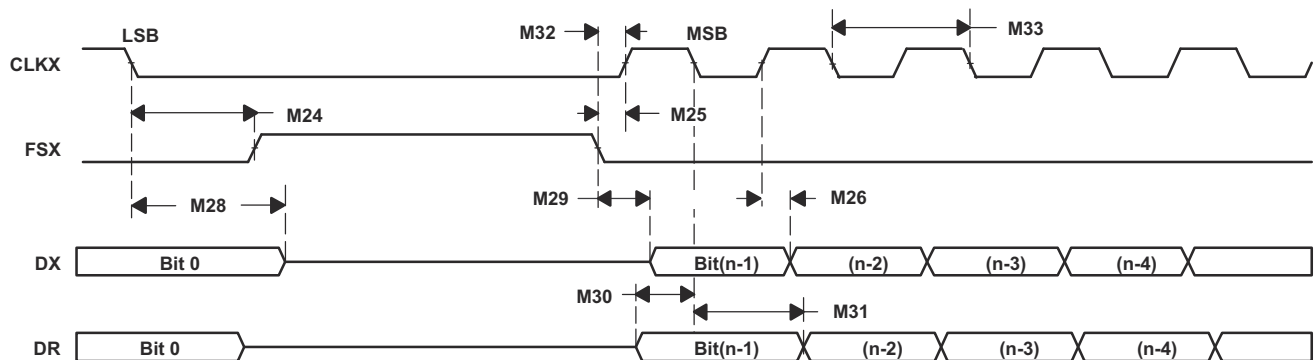 LSB
M32
MSB
M33
CLKX
M24
M25
FSX
M28
M29
M26
DX
Bit 0
Bit(n-1)
(n-2)
(n-3)
(n-4)
M30
M31
DR
Bit 0
Bit(n-1)
(n-2)
(n-3)
(n-4)